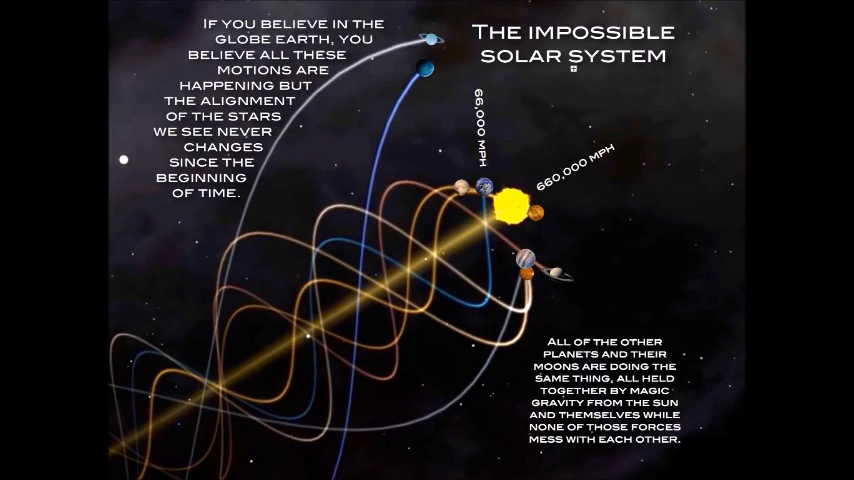 If you believe in the
globe earth, you
believe all these
motions are
happening but
the alignment
of the stars
we see never
changes
since the
beginning
of time.
The impossible
solar system
66,000 mph
660,000 mph
All of the other
planets and their
moons are doing the
same thing, all held
together by magic
gravity from the sun
and themselves while
none of those forces
mess with each other.